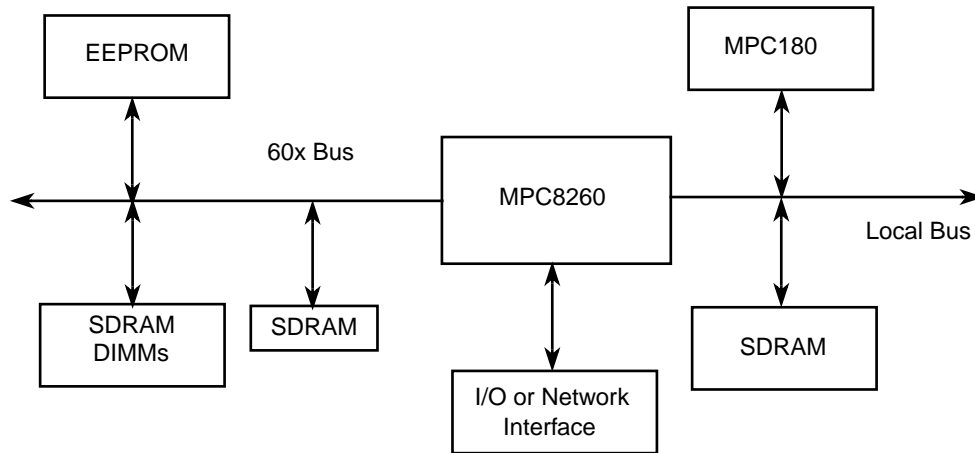 EEPROM
MPC180
60x Bus
MPC8260
Local Bus
SDRAM
DIMMs
SDRAM
SDRAM
I/O or Network
Interface